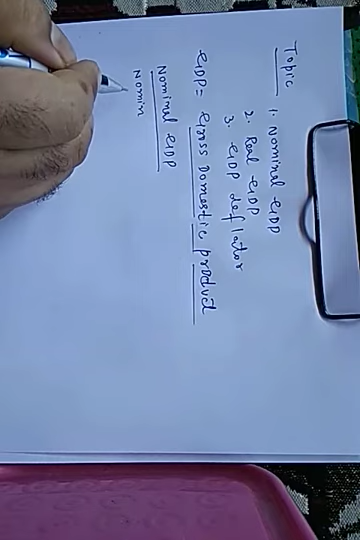 Topic 1. Nominal GDP
2. Real GDP
3. GDP deflator
GDP = Gross Domestic product
Nominal GDP
Nomin